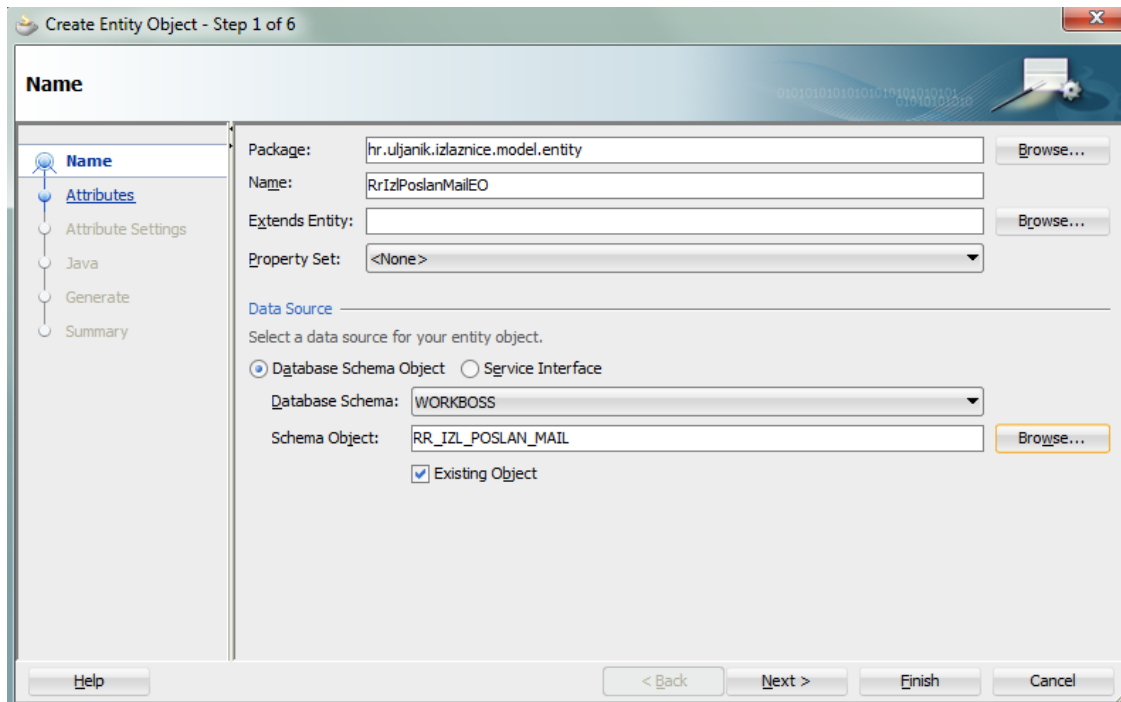 Create Entity Object - Step 1 of 6
Name
Name
Attributes
Attribute Settings
Java
Generate
Summary
Package: hr.uljanik.izlaznice.model.entity Browse...
Name: RrIzlPoslanMailEO
Extends Entity: Browse...
Property Set: <None>
Data Source
Select a data source for your entity object.
Database Schema Object Service Interface
Database Schema: WORKBOSS
Schema Object: RR_IZL_POSLAN_MAIL Browse...
Existing Object
Help < Back Next > Finish Cancel